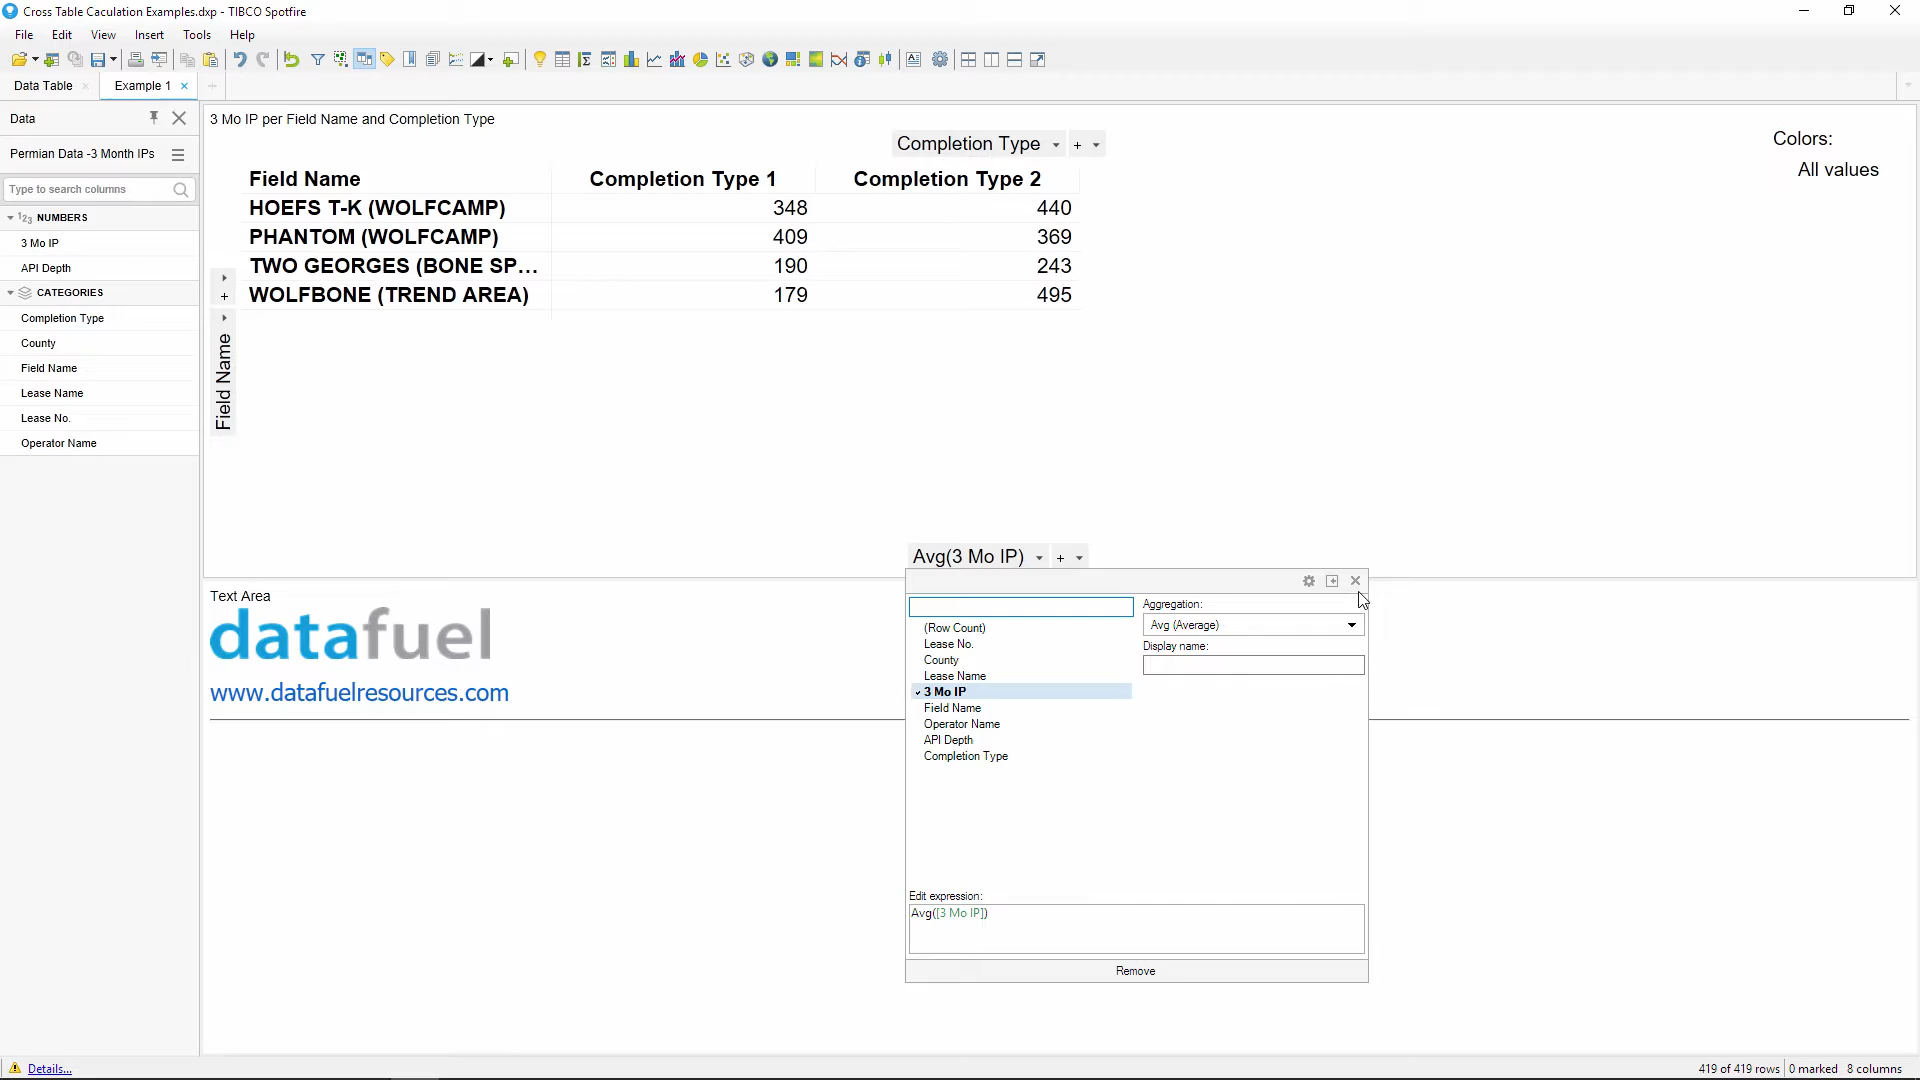 Cross Table Caculation Examples.dxp - TIBCO Spotfire
File Edit View Insert Tools Help
Data Table Example 1
Data
Permian Data -3 Month IPs
Type to search columns
NUMBERS
3 Mo IP
API Depth
CATEGORIES
Completion Type
County
Field Name
Lease Name
Lease No.
Operator Name
3 Mo IP per Field Name and Completion Type
Completion Type +
Field Name Completion Type 1 Completion Type 2
HOEFS T-K (WOLFCAMP) 348 440
PHANTOM (WOLFCAMP) 409 369
TWO GEORGES (BONE SP... 190 243
WOLFBONE (TREND AREA) 179 495
+
Field Name
Colors:
All values
Avg(3 Mo IP) +
Text Area
datafuel
www.datafuelresources.com
(Row Count)
Lease No.
County
Lease Name
3 Mo IP
Field Name
Operator Name
API Depth
Completion Type
Aggregation:
Avg (Average)
Display name:
Edit expression:
Avg([3 Mo IP])
Remove
Details...
419 of 419 rows 0 marked 8 columns